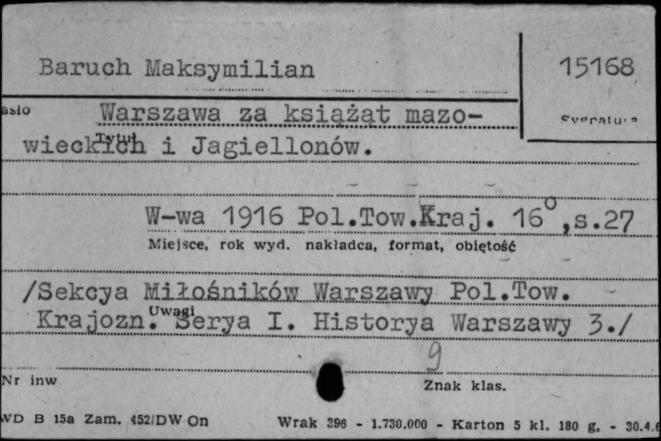 Baruch Maksymilian
15168
asło
Warszawa za książąt mazo-
Sygnatura
Tytuł
wieckich i Jagiellonów.
W-wa 1916 Pol.Tow.Kraj. 16°,s.27
Miejsce, rok wyd. nakładca, format, objętość
/Sekcya Miłośników Warszawy Pol.Tow.
Uwagi
Krajozn. Serya I. Historya Warszawy 3./
9
Nr inw
Znak klas.
WD B 15a Zam. 452/DW On
Wrak 396 - 1.730.000 - Karton 5 kl. 180 g. - 30.4.6